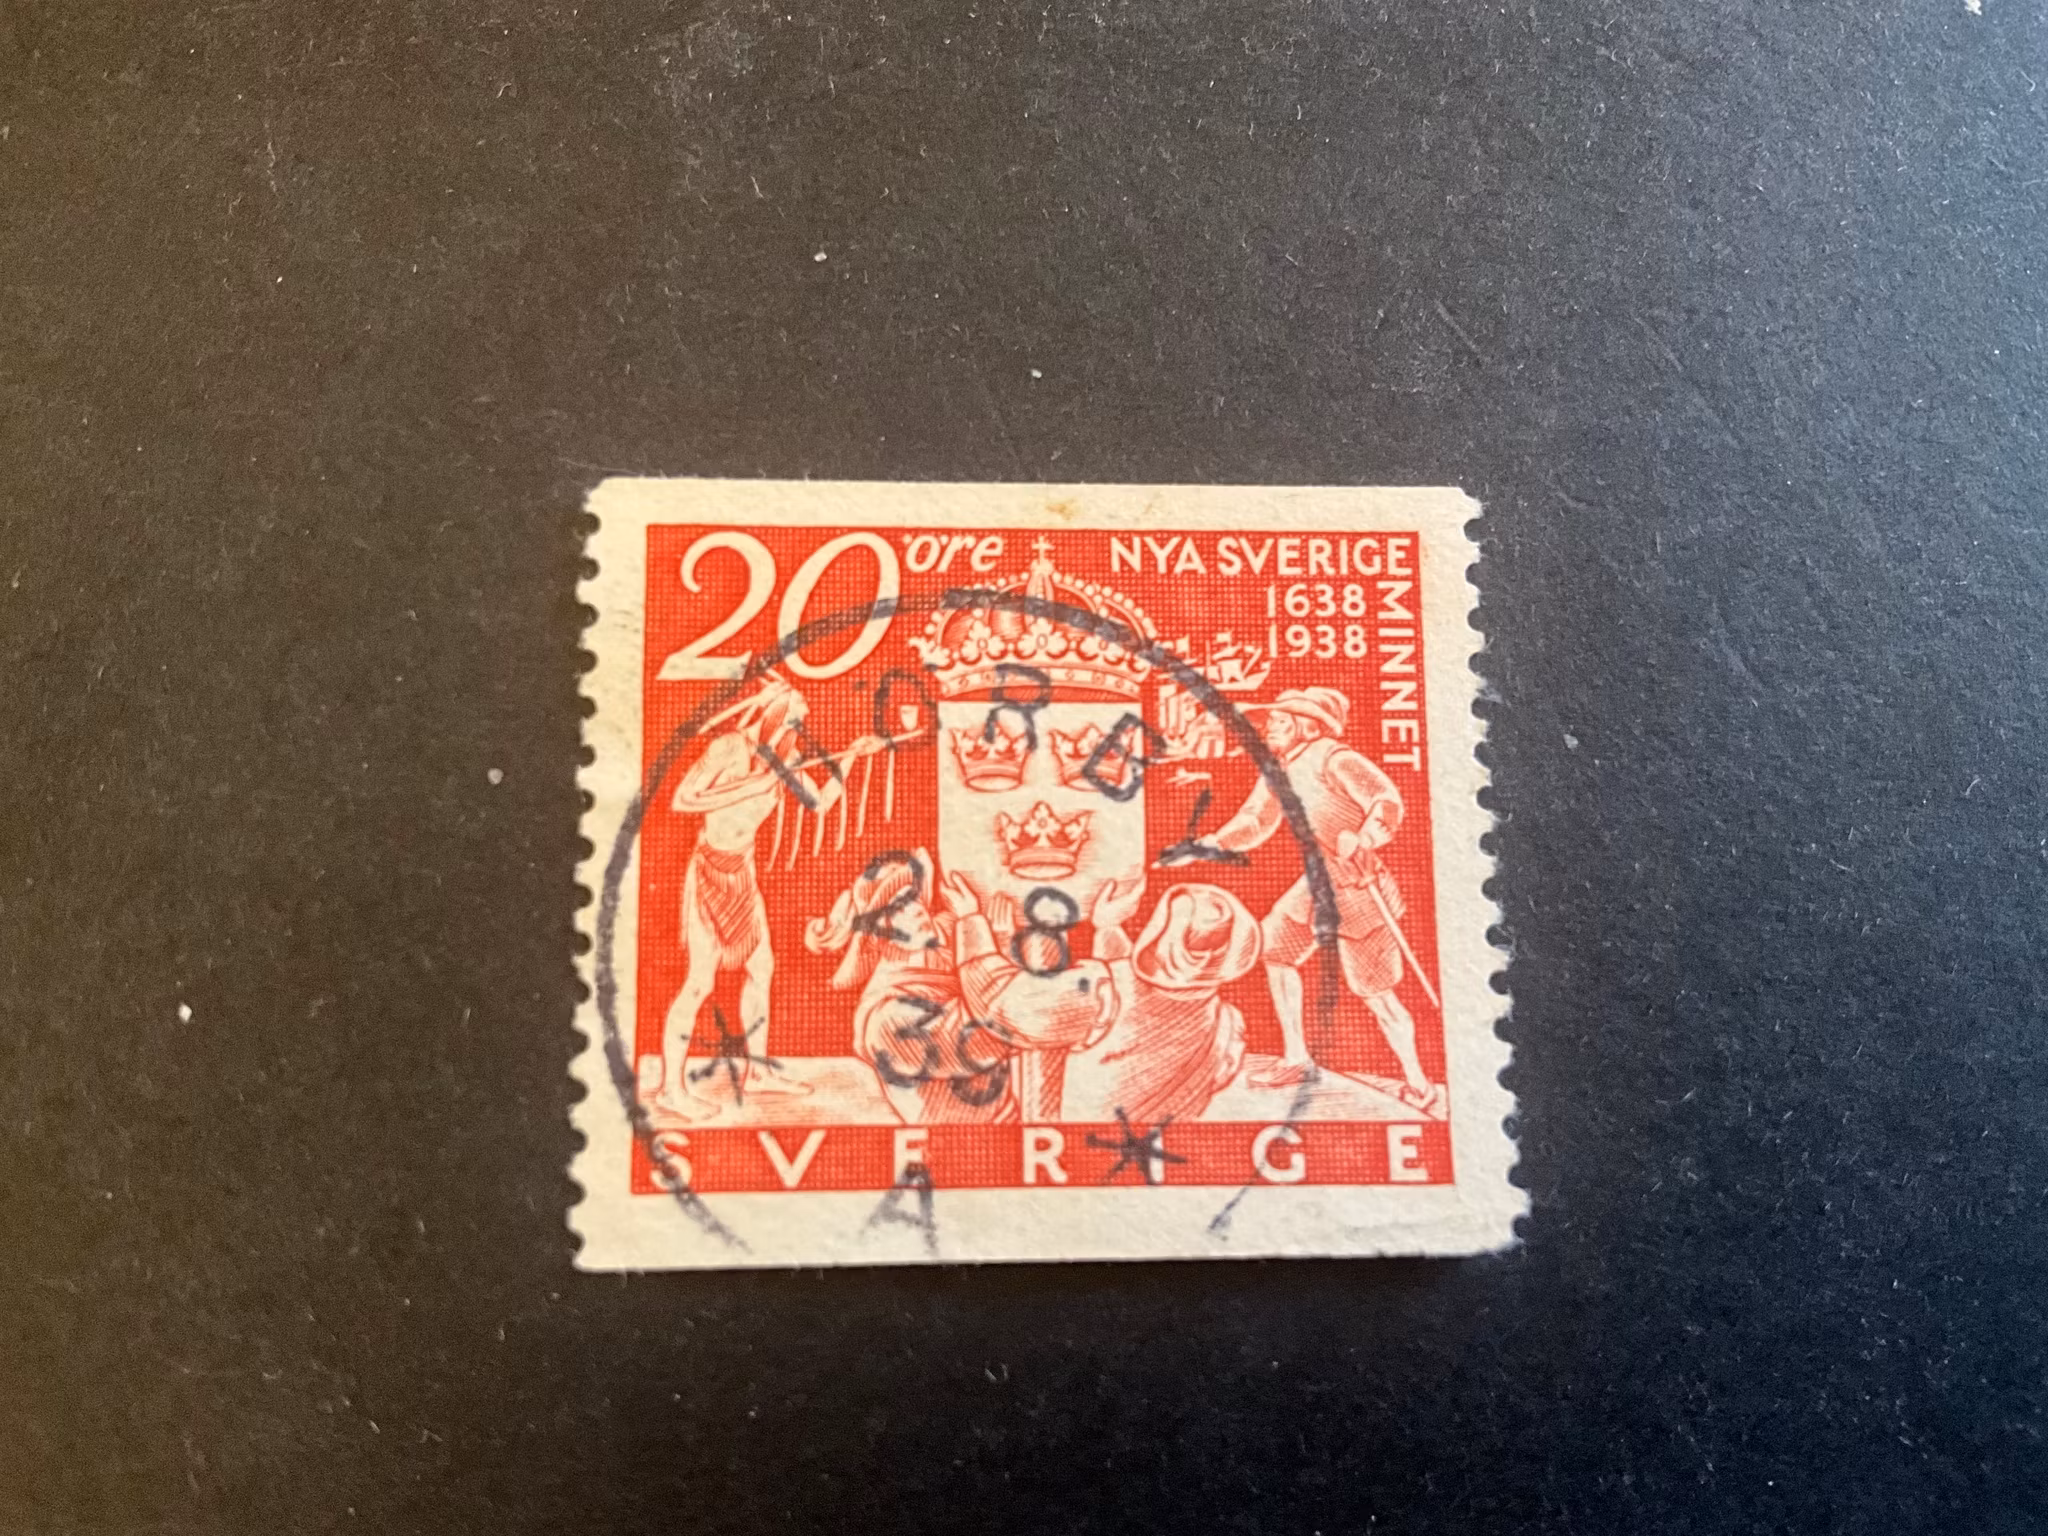 20 öre
NYA SVERIGE
MINNET
1638
1938
HÖRBY
2. 8.
39
* *
A
SVERIGE